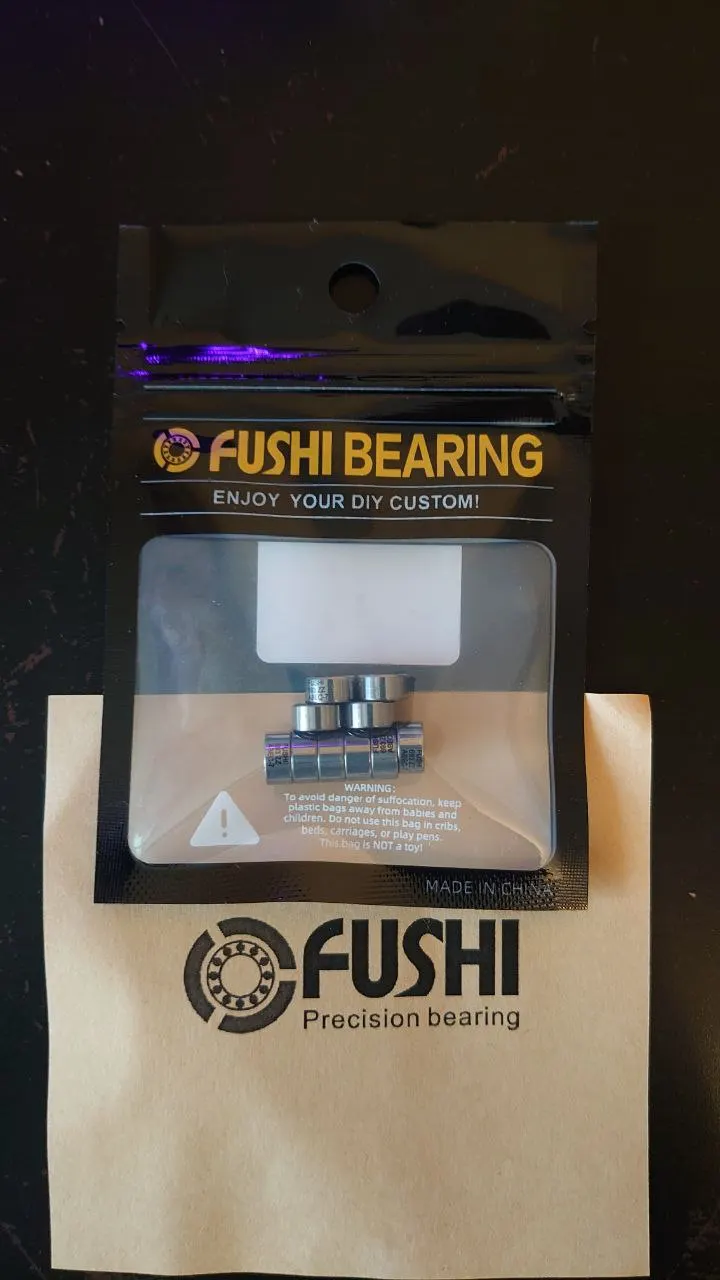 FUSHI BEARING
ENJOY YOUR DIY CUSTOM!
FUSHI
WARNING:
To avoid danger of suffocation, keep
plastic bags away from babies and
children. Do not use this bag in cribs,
beds, carriages, or play pens.
This bag is NOT a toy!
MADE IN CHINA
FUSHI
Precision bearing